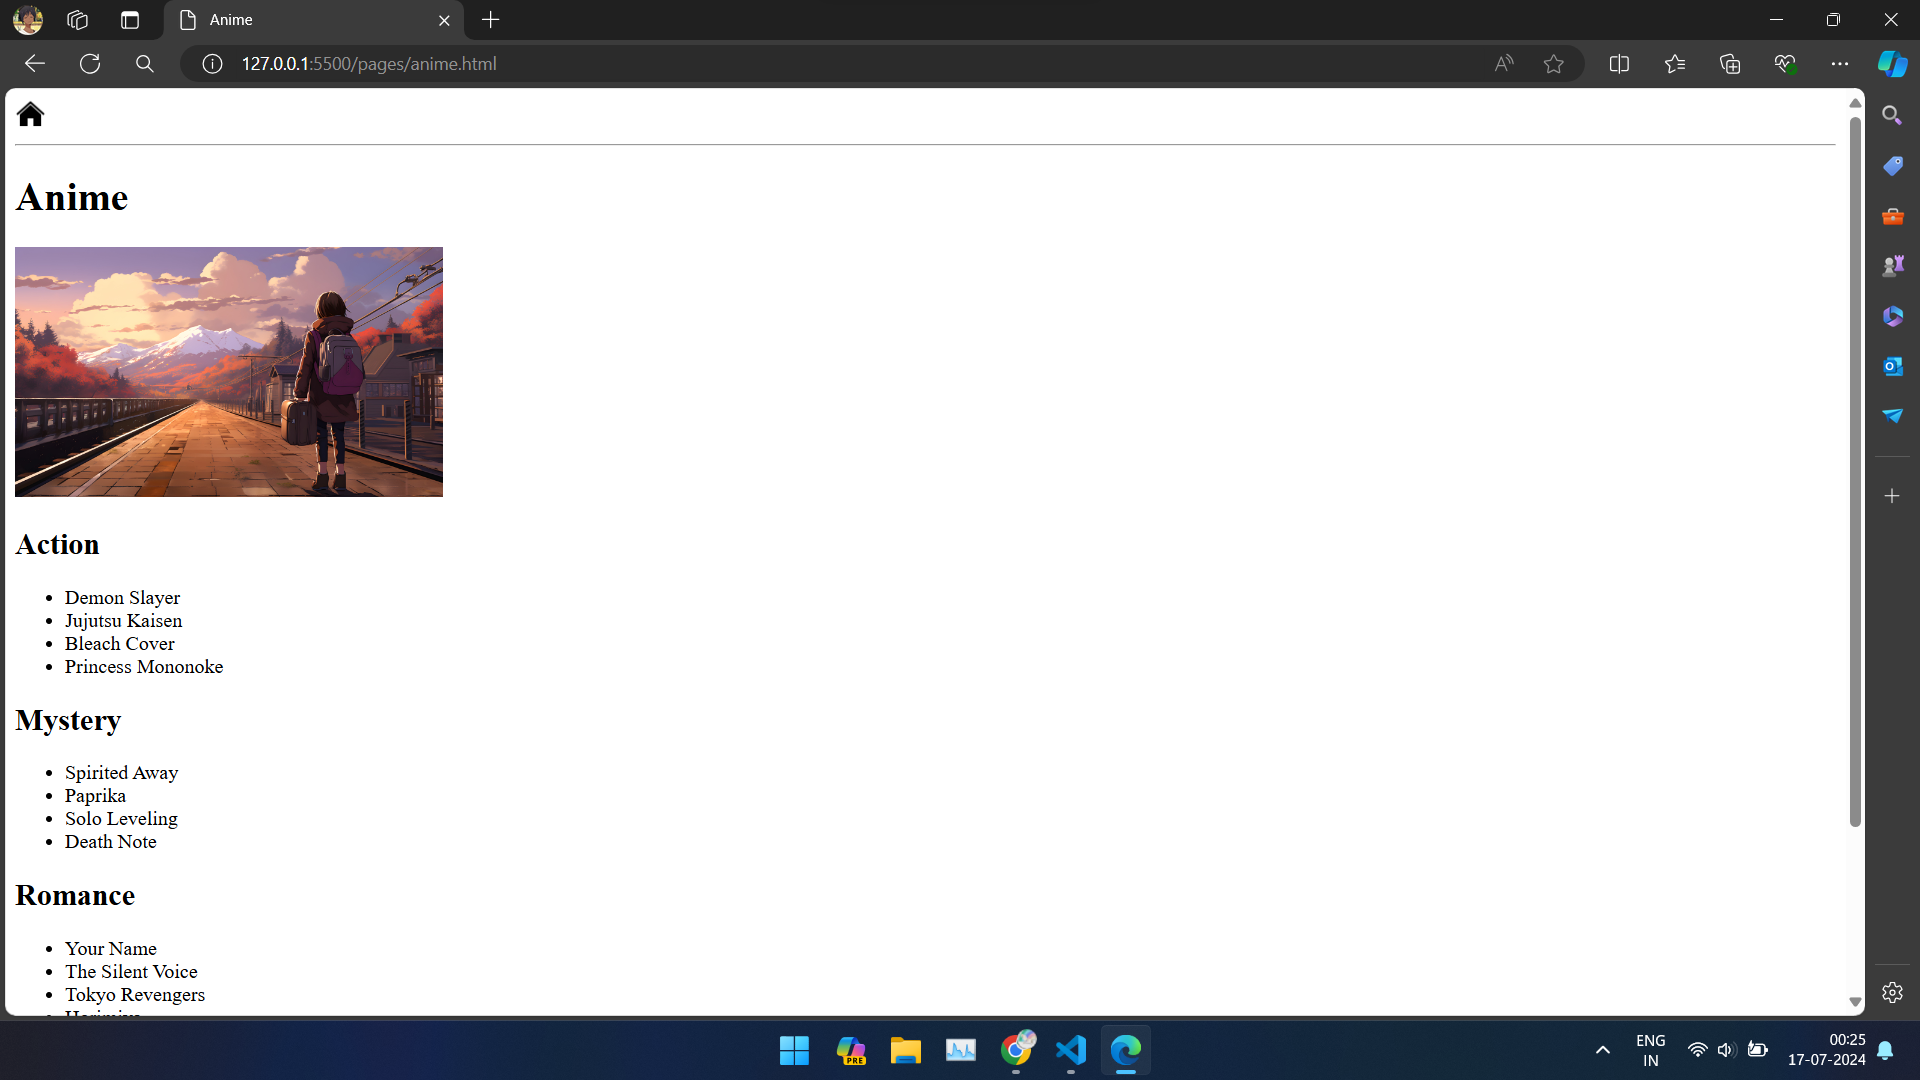 Anime
127.0.0.1:5500/pages/anime.html
Anime
Action
Demon Slayer
Jujutsu Kaisen
Bleach Cover
Princess Mononoke
Mystery
Spirited Away
Paprika
Solo Leveling
Death Note
Romance
Your Name
The Silent Voice
Tokyo Revengers
PRE
ENG
IN
00:25
17-07-2024